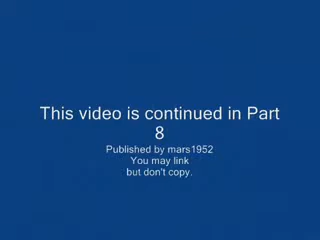 This video is continued in Part
8
Published by mars1952
You may link
but don't copy.